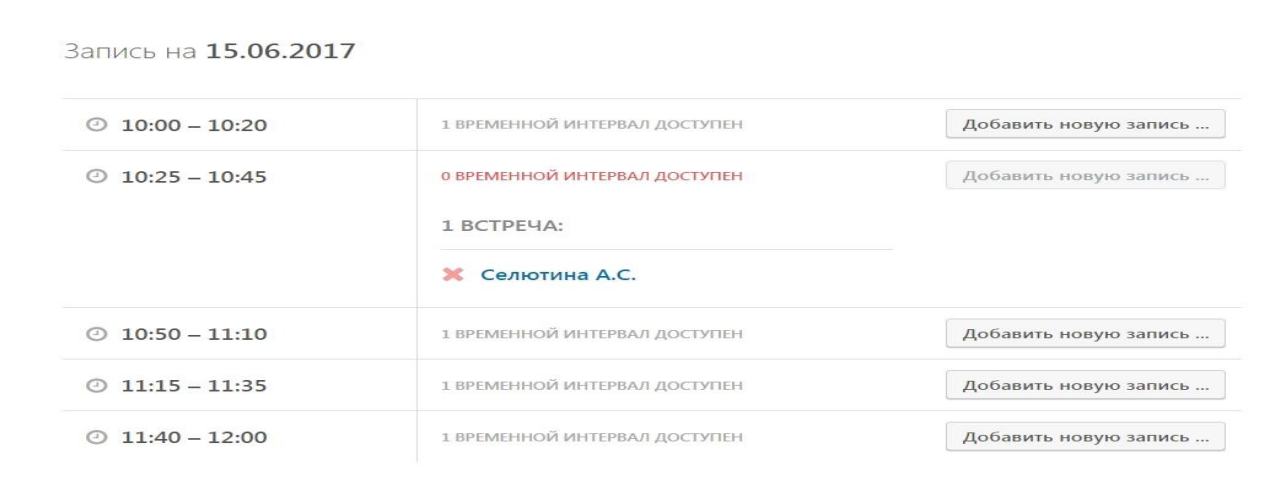 Запись на 15.06.2017
10:00 – 10:20 1 ВРЕМЕННОЙ ИНТЕРВАЛ ДОСТУПЕН Добавить новую запись ...
10:25 – 10:45 0 ВРЕМЕННОЙ ИНТЕРВАЛ ДОСТУПЕН Добавить новую запись ...
1 ВСТРЕЧА:
Селютина А.С.
10:50 – 11:10 1 ВРЕМЕННОЙ ИНТЕРВАЛ ДОСТУПЕН Добавить новую запись ...
11:15 – 11:35 1 ВРЕМЕННОЙ ИНТЕРВАЛ ДОСТУПЕН Добавить новую запись ...
11:40 – 12:00 1 ВРЕМЕННОЙ ИНТЕРВАЛ ДОСТУПЕН Добавить новую запись ...